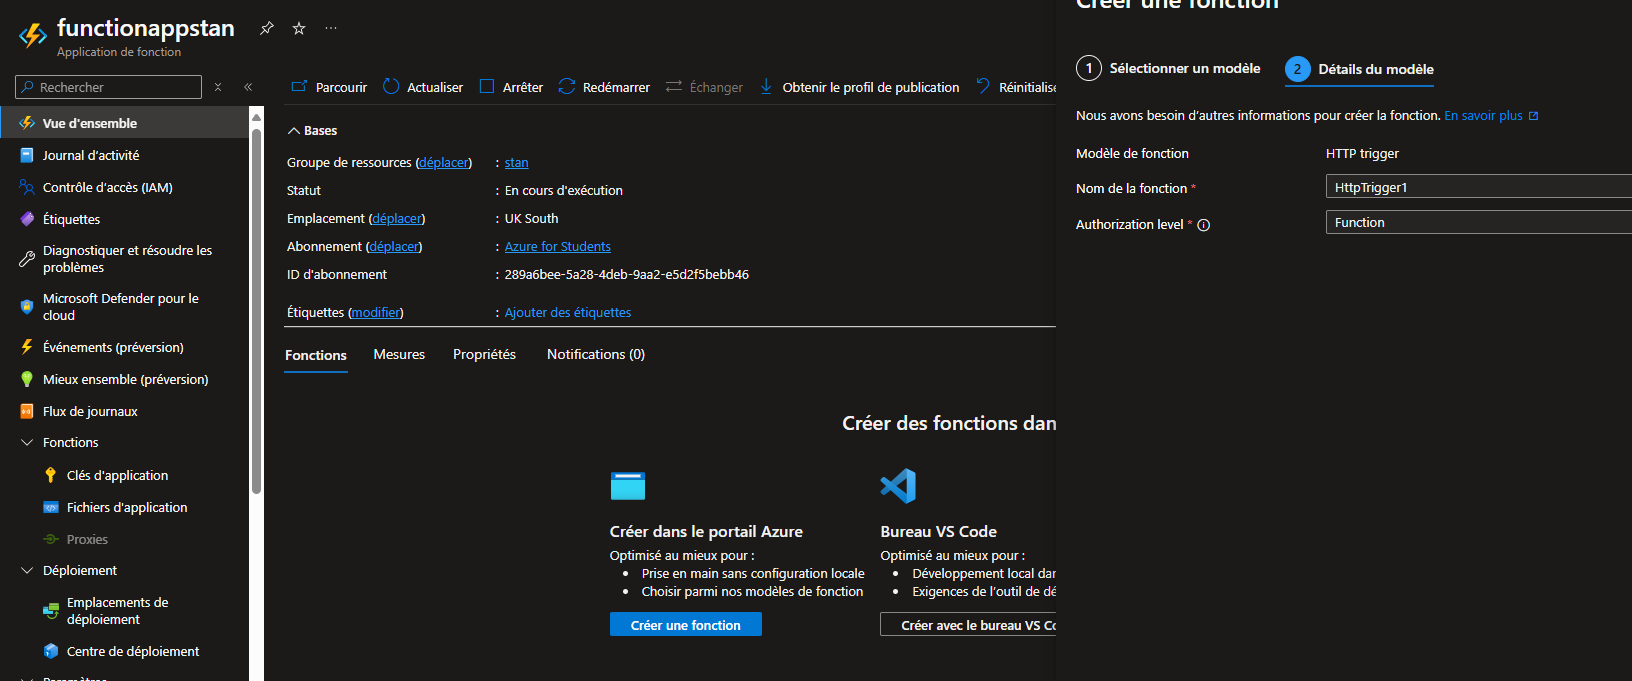 functionappstan
Application de fonction
Rechercher
Vue d'ensemble
Journal d'activité
Contrôle d'accès (IAM)
Étiquettes
Diagnostiquer et résoudre les
problèmes
Microsoft Defender pour le
cloud
Événements (préversion)
Mieux ensemble (préversion)
Flux de journaux
Fonctions
Clés d'application
Fichiers d'application
Proxies
Déploiement
Emplacements de
déploiement
Centre de déploiement
Paramètres
Parcourir Actualiser Arrêter Redémarrer Échanger Obtenir le profil de publication Réinitialise
Bases
Groupe de ressources (déplacer) : stan
Statut : En cours d'exécution
Emplacement (déplacer) : UK South
Abonnement (déplacer) : Azure for Students
ID d'abonnement : 289a6bee-5a28-4deb-9aa2-e5d2f5bebb46
Étiquettes (modifier) : Ajouter des étiquettes
Fonctions Mesures Propriétés Notifications (0)
Créer des fonctions dan
Créer dans le portail Azure
Optimisé au mieux pour :
• Prise en main sans configuration locale
• Choisir parmi nos modèles de fonction
Créer une fonction
Bureau VS Code
Optimisé au mieux pour :
• Développement local dan
• Exigences de l'outil de dé
Créer avec le bureau VS Co
Créer une fonction
1 Sélectionner un modèle 2 Détails du modèle
Nous avons besoin d'autres informations pour créer la fonction. En savoir plus
Modèle de fonction HTTP trigger
Nom de la fonction * HttpTrigger1
Authorization level * Function